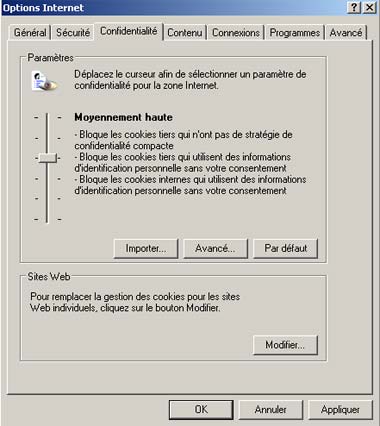 Options Internet
Général Sécurité Confidentialité Contenu Connexions Programmes Avancé
Paramètres
Déplacez le curseur afin de sélectionner un paramètre de
confidentialité pour la zone Internet.
Moyennement haute
- Bloque les cookies tiers qui n'ont pas de stratégie de
confidentialité compacte
- Bloque les cookies tiers qui utilisent des informations
d'identification personnelle sans votre consentement
- Bloque les cookies internes qui utilisent des informations
d'identification personnelle sans votre consentement
Importer... Avancé... Par défaut
Sites Web
Pour remplacer la gestion des cookies pour les sites
Web individuels, cliquez sur le bouton Modifier.
Modifier...
OK Annuler Appliquer